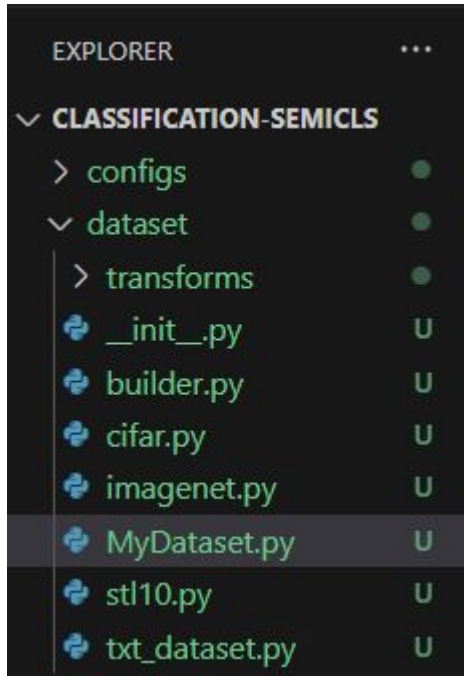 EXPLORER ...
CLASSIFICATION-SEMICLS
configs
dataset
transforms
__init__.py U
builder.py U
cifar.py U
imagenet.py U
MyDataset.py U
stl10.py U
txt_dataset.py U